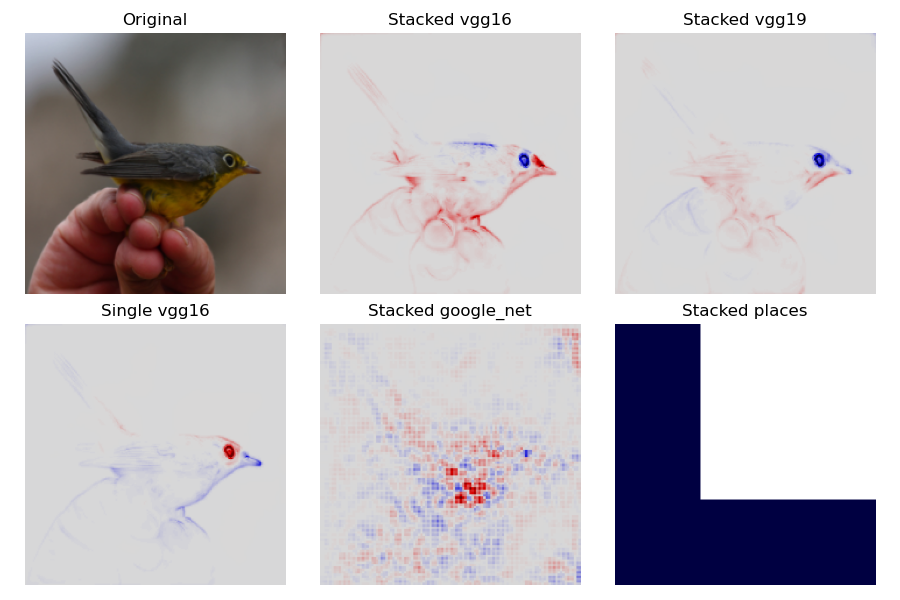 Original
Stacked vgg16
Stacked vgg19
Single vgg16
Stacked google_net
Stacked places